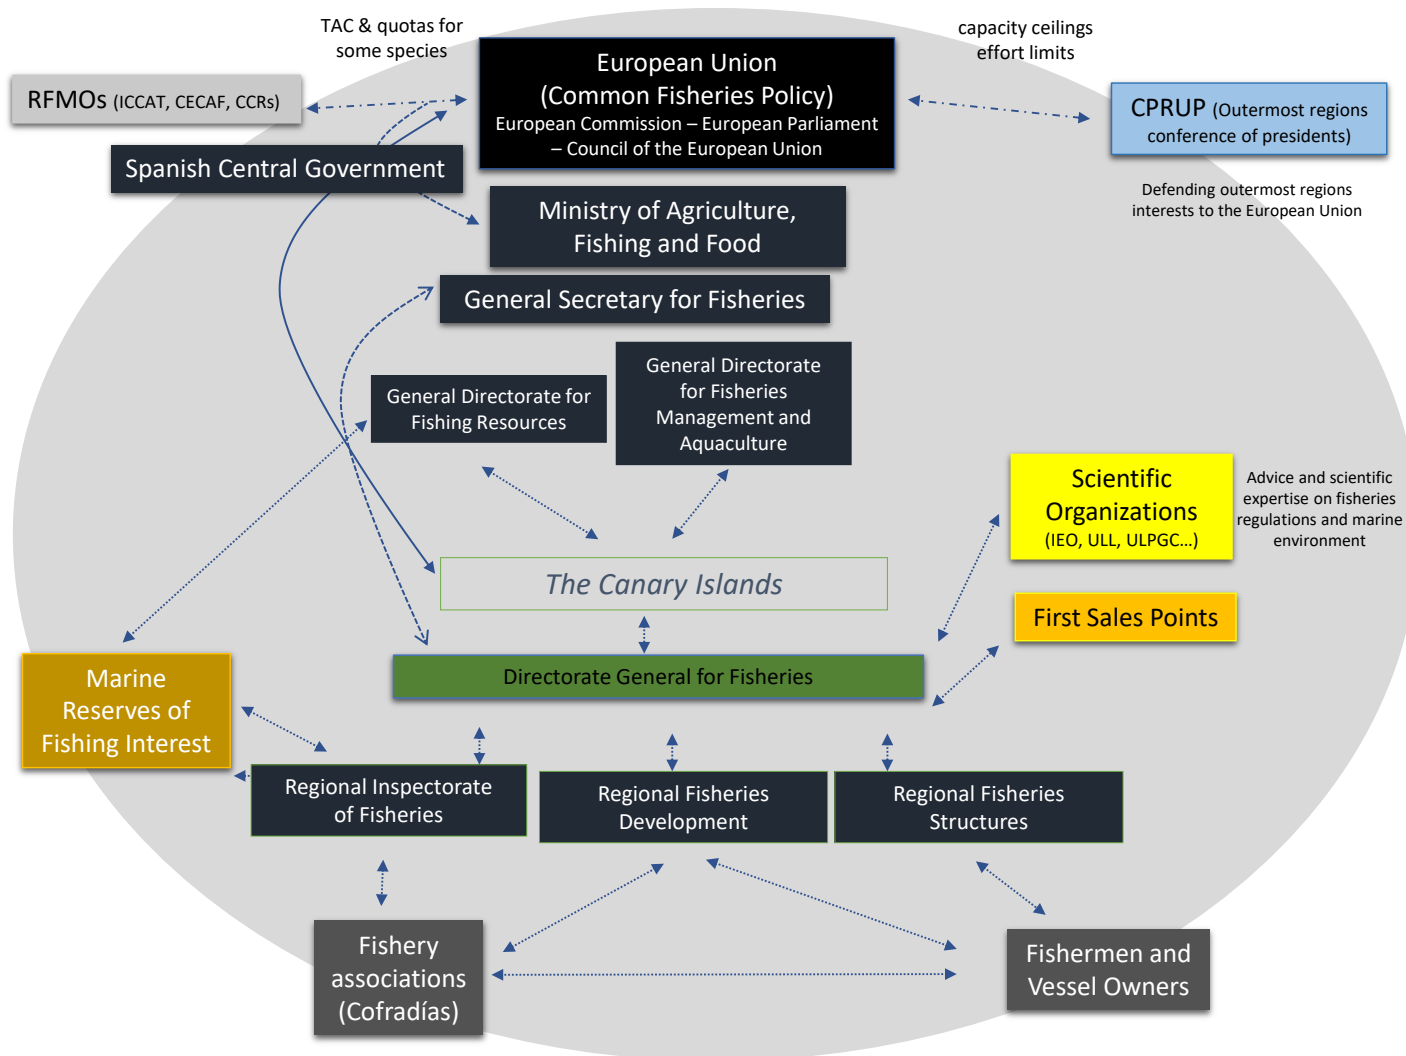 TAC & quotas for
some species
capacity ceilings
effort limits
European Union
(Common Fisheries Policy)
European Commission – European Parliament
– Council of the European Union
RFMOs (ICCAT, CECAF, CCRs)
CPRUP (Outermost regions
conference of presidents)
Spanish Central Government
Defending outermost regions
interests to the European Union
Ministry of Agriculture,
Fishing and Food
General Secretary for Fisheries
General Directorate for
Fishing Resources
General Directorate
for Fisheries
Management and
Aquaculture
Scientific
Organizations
(IEO, ULL, ULPGC...)
Advice and scientific
expertise on fisheries
regulations and marine
environment
The Canary Islands
First Sales Points
Directorate General for Fisheries
Marine
Reserves of
Fishing Interest
Regional Inspectorate
of Fisheries
Regional Fisheries
Development
Regional Fisheries
Structures
Fishery
associations
(Cofradías)
Fishermen and
Vessel Owners